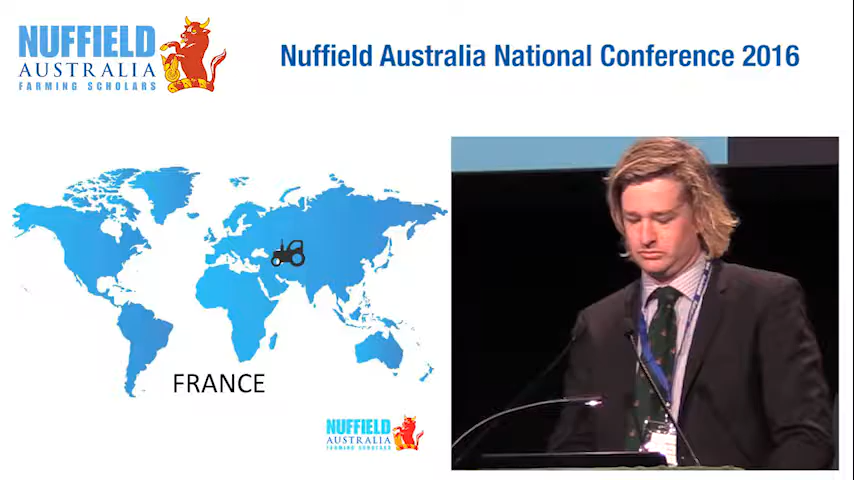 NUFFIELD
AUSTRALIA
FARMING SCHOLARS
Nuffield Australia National Conference 2016
FRANCE
NUFFIELD
AUSTRALIA
FARMING SCHOLARS